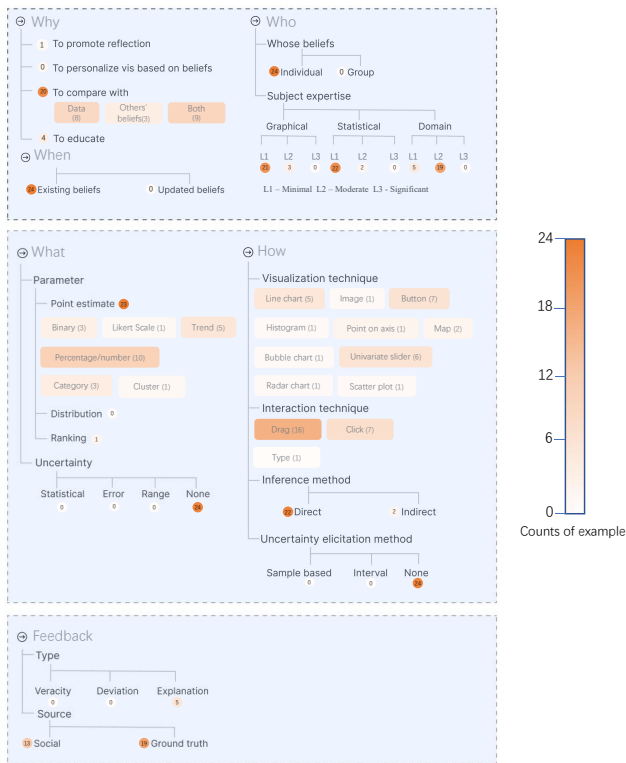 Why
1 To promote reflection
0 To personalize vis based on beliefs
20 To compare with
Data (8)
Others' beliefs(3)
Both (9)
4 To educate
When
24 Existing beliefs
0 Updated beliefs
Who
Whose beliefs
24 Individual
0 Group
Subject expertise
Graphical Statistical Domain
L1 L2 L3 L1 L2 L3 L1 L2 L3
21 3 0 22 2 0 5 19 0
L1 – Minimal L2 – Moderate L3 - Significant
What
Parameter
Point estimate 23
Binary (3) Likert Scale (1) Trend (5)
Percentage/number (10)
Category (3) Cluster (1)
Distribution 0
Ranking 1
Uncertainty
Statistical Error Range None
0 0 0 24
How
Visualization technique
Line chart (5) Image (1) Button (7)
Histogram (1) Point on axis (1) Map (2)
Bubble chart (1) Univariate slider (6)
Radar chart (1) Scatter plot (1)
Interaction technique
Drag (16) Click (7)
Type (1)
Inference method
22 Direct 2 Indirect
Uncertainty elicitation method
Sample based Interval None
0 0 24
Feedback
Type
Veracity Deviation Explanation
0 0 5
Source
13 Social 19 Ground truth
24
18
12
6
0
Counts of example